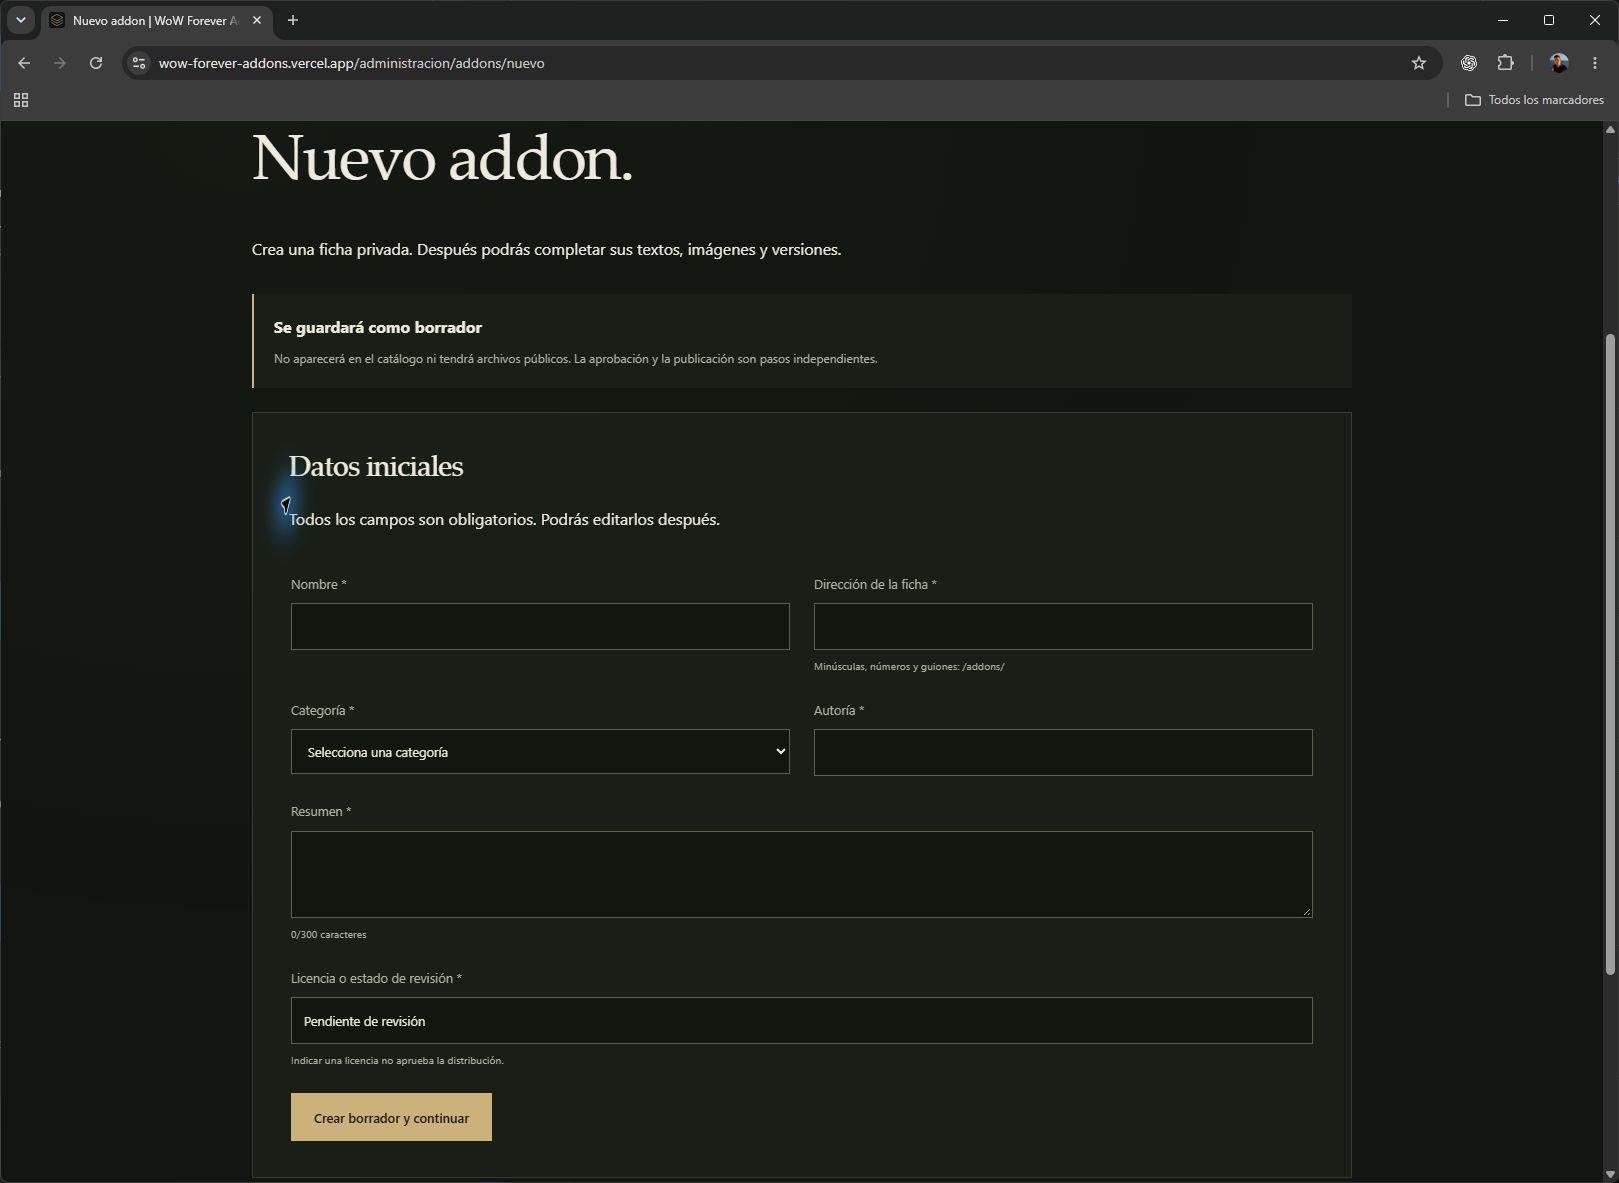 Nuevo addon | WoW Forever A
wow-forever-addons.vercel.app/administracion/addons/nuevo
Todos los marcadores
Nuevo addon.
Crea una ficha privada. Después podrás completar sus textos, imágenes y versiones.
Se guardará como borrador
No aparecerá en el catálogo ni tendrá archivos públicos. La aprobación y la publicación son pasos independientes.
Datos iniciales
Todos los campos son obligatorios. Podrás editarlos después.
Nombre *
Dirección de la ficha *
Minúsculas, números y guiones: /addons/
Categoría *
Autoría *
Selecciona una categoría
Resumen *
0/300 caracteres
Licencia o estado de revisión *
Pendiente de revisión
Indicar una licencia no aprueba la distribución.
Crear borrador y continuar